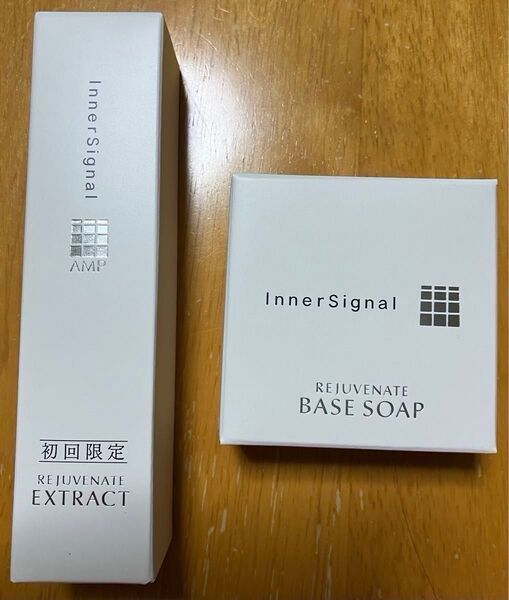 InnerSignal
AMP
初回限定
REJUVENATE
EXTRACT
InnerSignal
REJUVENATE
BASE SOAP